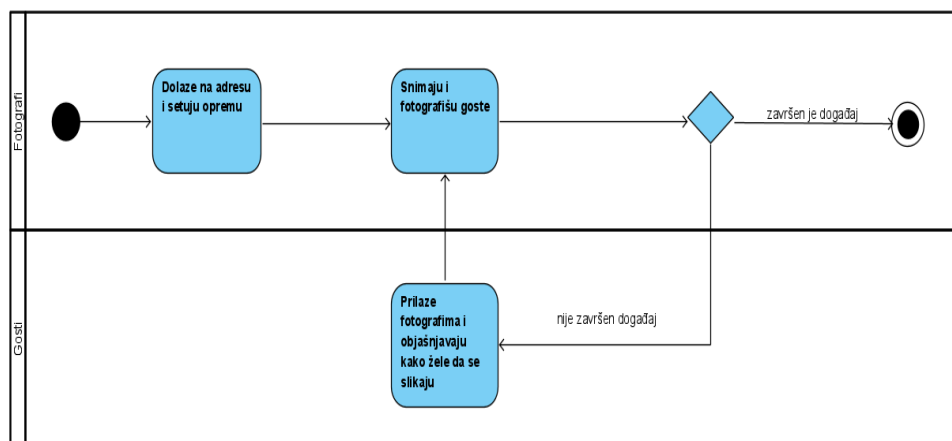 Fotografi
Dolaze na adresu
i setuju opremu
Snimaju i
fotografišu goste
završen je događaj
Gosti
Prilaze
fotografima i
objašnjavaju
kako žele da se
slikaju
nije završen događaj